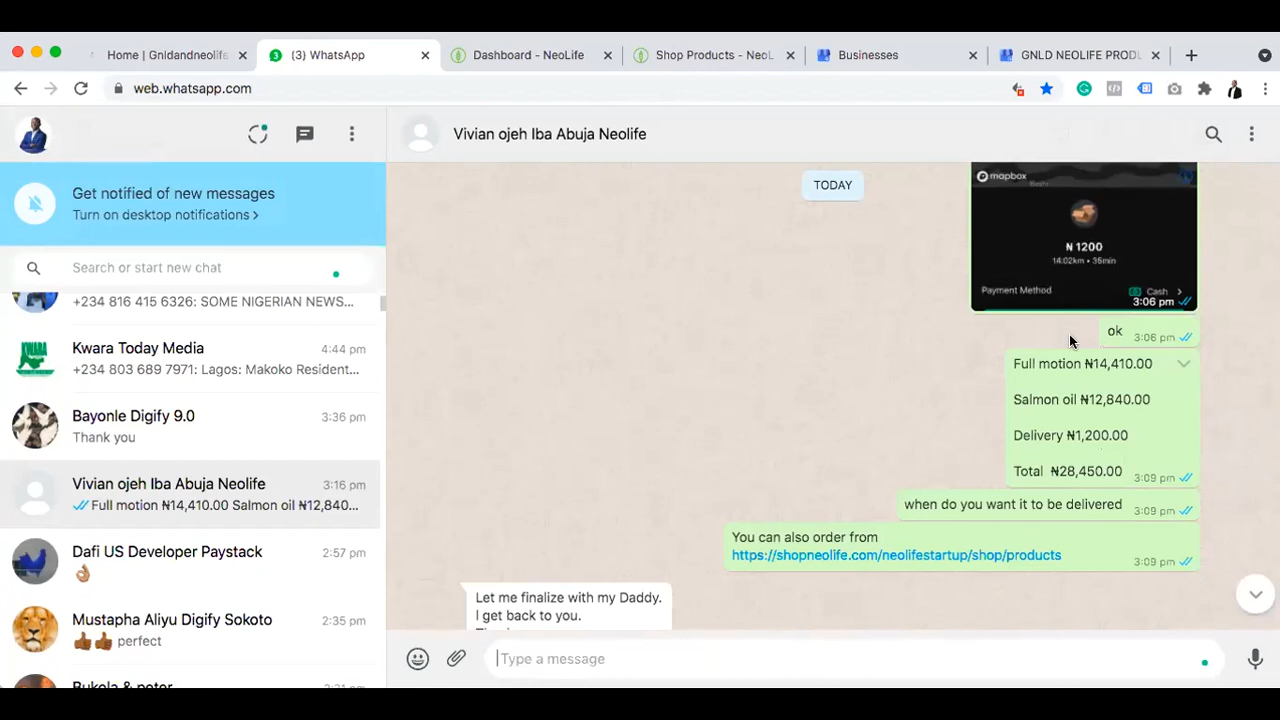 Home | Gnldandneolife
(3) WhatsApp
Dashboard - NeoLife
Shop Products - NeoL
Businesses
GNLD NEOLIFE PRODU
web.whatsapp.com
Vivian ojeh Iba Abuja Neolife
Get notified of new messages
Turn on desktop notifications >
Search or start new chat
+234 816 415 6326: SOME NIGERIAN NEWS...
Kwara Today Media
4:44 pm
+234 803 689 7971: Lagos: Makoko Resident...
Bayonle Digify 9.0
3:36 pm
Thank you
Vivian ojeh Iba Abuja Neolife
3:16 pm
Full motion ₦14,410.00 Salmon oil ₦12,840...
Dafi US Developer Paystack
2:57 pm
Mustapha Aliyu Digify Sokoto
2:35 pm
perfect
Bukola & peter
TODAY
mapbox
₦ 1200
14.02km • 35min
Payment Method
Cash >
3:06 pm
ok
3:06 pm
Full motion ₦14,410.00
Salmon oil ₦12,840.00
Delivery ₦1,200.00
Total ₦28,450.00
3:09 pm
when do you want it to be delivered
3:09 pm
You can also order from
https://shopneolife.com/neolifestartup/shop/products
3:09 pm
Let me finalize with my Daddy.
I get back to you.
Type a message